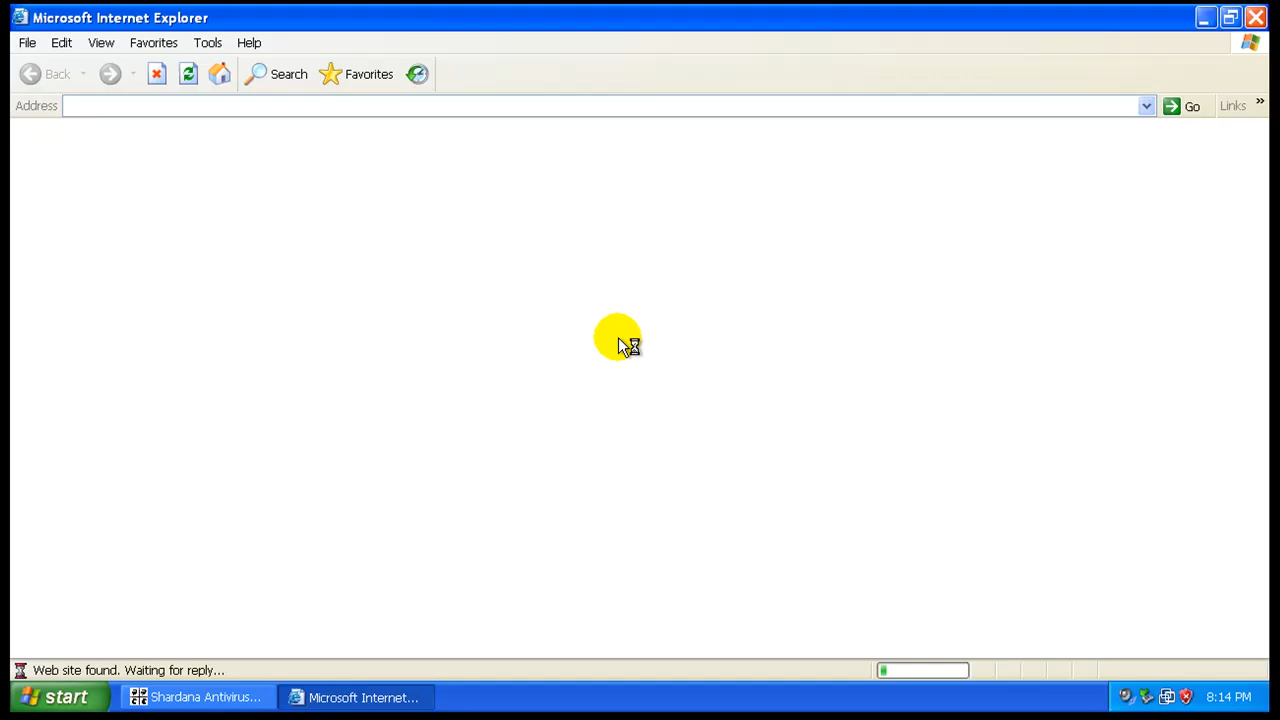 Microsoft Internet Explorer
File Edit View Favorites Tools Help
Back Search Favorites
Address Go Links »
Web site found. Waiting for reply...
start Shardana Antivirus... Microsoft Internet... 8:14 PM